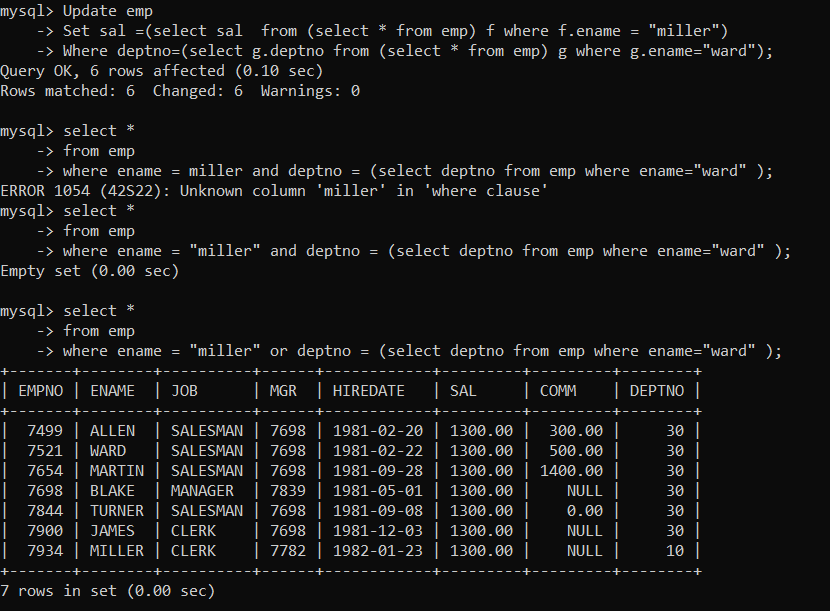 mysql> Update emp
    -> Set sal =(select sal  from (select * from emp) f where f.ename = "miller")
    -> Where deptno=(select g.deptno from (select * from emp) g where g.ename="ward");
Query OK, 6 rows affected (0.10 sec)
Rows matched: 6  Changed: 6  Warnings: 0

mysql> select *
    -> from emp
    -> where ename = miller and deptno = (select deptno from emp where ename="ward" );
ERROR 1054 (42S22): Unknown column 'miller' in 'where clause'
mysql> select *
    -> from emp
    -> where ename = "miller" and deptno = (select deptno from emp where ename="ward" );
Empty set (0.00 sec)

mysql> select *
    -> from emp
    -> where ename = "miller" or deptno = (select deptno from emp where ename="ward" );
+-------+--------+----------+------+------------+---------+---------+--------+
| EMPNO | ENAME  | JOB      | MGR  | HIREDATE   | SAL     | COMM    | DEPTNO |
+-------+--------+----------+------+------------+---------+---------+--------+
|  7499 | ALLEN  | SALESMAN | 7698 | 1981-02-20 | 1300.00 |  300.00 |     30 |
|  7521 | WARD   | SALESMAN | 7698 | 1981-02-22 | 1300.00 |  500.00 |     30 |
|  7654 | MARTIN | SALESMAN | 7698 | 1981-09-28 | 1300.00 | 1400.00 |     30 |
|  7698 | BLAKE  | MANAGER  | 7839 | 1981-05-01 | 1300.00 |    NULL |     30 |
|  7844 | TURNER | SALESMAN | 7698 | 1981-09-08 | 1300.00 |    0.00 |     30 |
|  7900 | JAMES  | CLERK    | 7698 | 1981-12-03 | 1300.00 |    NULL |     30 |
|  7934 | MILLER | CLERK    | 7782 | 1982-01-23 | 1300.00 |    NULL |     10 |
+-------+--------+----------+------+------------+---------+---------+--------+
7 rows in set (0.00 sec)